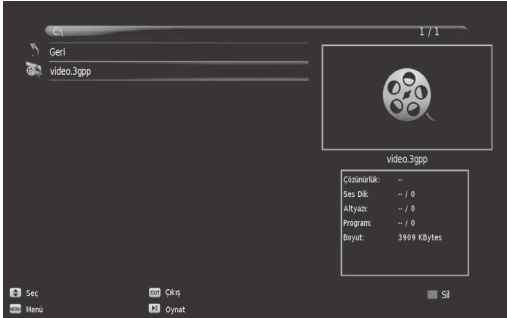 C:\
1 / 1
Geri
video.3gpp
video.3gpp
Çözünürlük: --
Ses Dili: -- / 0
Altyazı: -- / 0
Program: -- / 0
Boyut: 3909 KBytes
Seç
EXIT Çıkış
Sil
MENU Menü
Oynat